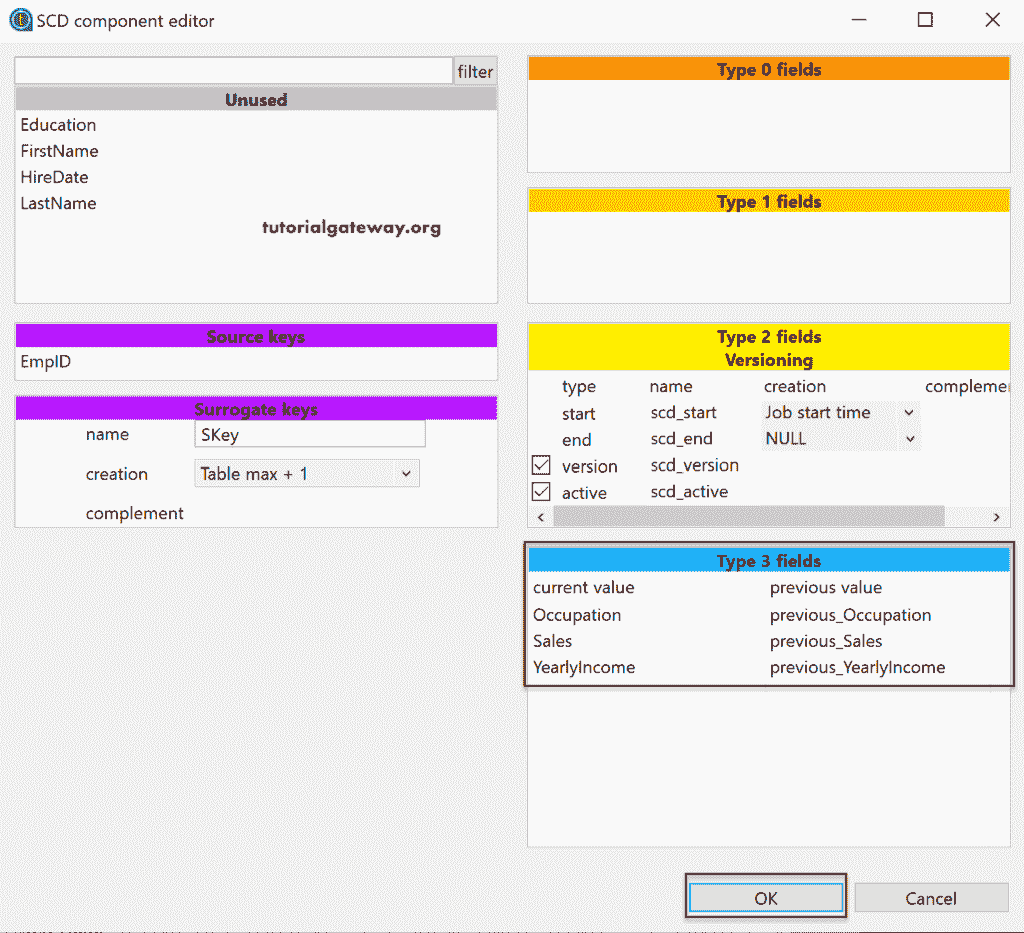 SCD component editor
filter
Unused
Education
FirstName
HireDate
LastName
tutorialgateway.org
Source keys
EmpID
Surrogate keys
name SKey
creation Table max + 1
complement
Type 0 fields
Type 1 fields
Type 2 fields
Versioning
type name creation complemen
start scd_start Job start time
end scd_end NULL
version scd_version
active scd_active
Type 3 fields
current value previous value
Occupation previous_Occupation
Sales previous_Sales
YearlyIncome previous_YearlyIncome
OK Cancel